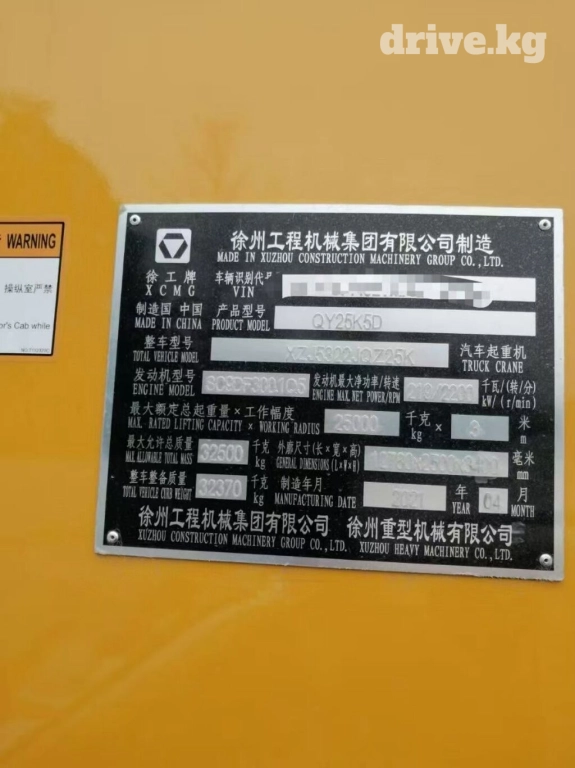 drive.kg
WARNING
操纵室严禁
or's Cab while
徐州工程机械集团有限公司制造
MADE IN XUZHOU CONSTRUCTION MACHINERY GROUP CO.,LTD.
徐工牌 车辆识别代号
XCMG VIN
制造国 中国 产品型号 QY25K5D
MADE IN CHINA PRODUCT MODEL
整车型号 XZJ5322JQZ25K 汽车起重机
TOTAL VEHICLE MODEL TRUCK CRANE
发动机型号 发动机最大净功率/转速 千瓦(转/分)
ENGINE MODEL ENGINE MAX.NET POWER/RPM kW/(r/min)
最大额定总起重量×工作幅度 25000 千克 × 3 米
MAX. RATED LIFTING CAPACITY × WORKING RADIUS kg m
最大允许总质量 32500 千克 外廓尺寸(长×宽×高) 毫米
MAX ALLOWABLE TOTAL MASS kg GENERAL DIMENSIONS (L×W×H) mm
整车整备质量 32370 千克 制造年月 2021 年 04 月
TOTAL VEHICLE CURB WEIGHT kg MANUFACTURING DATE YEAR MONTH
徐州工程机械集团有限公司 徐州重型机械有限公司
XUZHOU CONSTRUCTION MACHINERY GROUP CO.,LTD. XUZHOU HEAVY MACHINERY CO.,LTD.